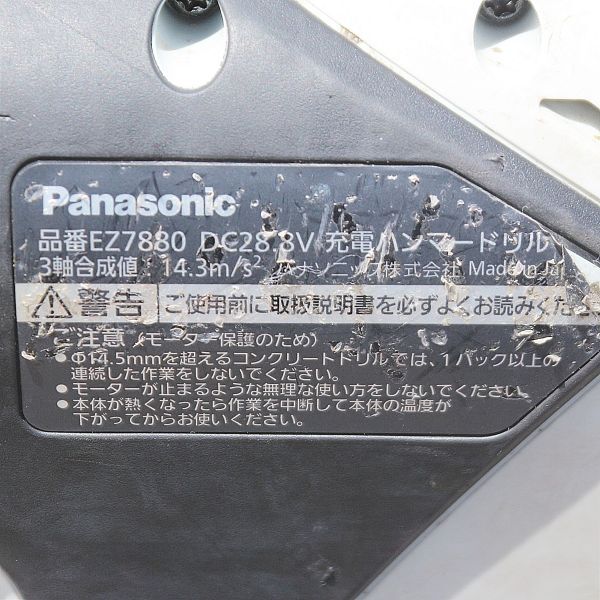 Panasonic
品番EZ7880 DC28.8V 充電ハンマードリル
3軸合成値：14.3m/s² パナソニック株式会社 Made in
⚠警告 ご使用前に取扱説明書を必ずよくお読みくだ
ご注意（モーター保護のため）
●Φ14.5mmを超えるコンクリートドリルでは、1パック以上の
連続した作業をしないでください。
●モーターが止まるような無理な使い方をしないでください。
●本体が熱くなったら作業を中断して本体の温度が
下がってからお使いください。